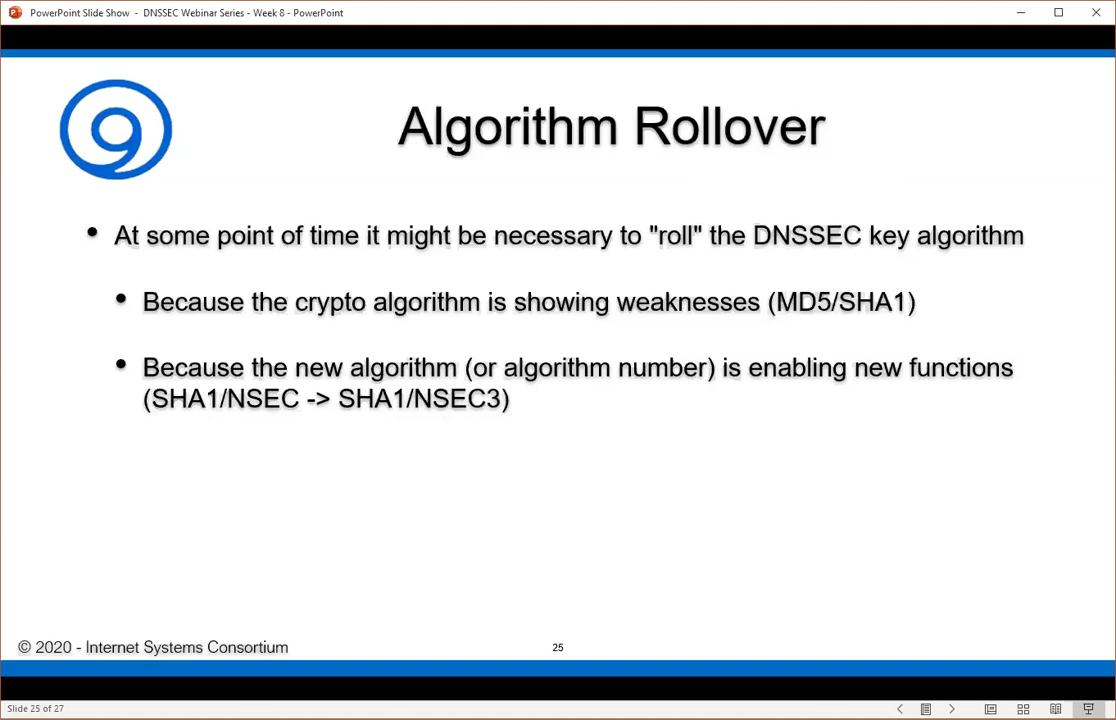 PowerPoint Slide Show - DNSSEC Webinar Series - Week 8 - PowerPoint
9
Algorithm Rollover
• At some point of time it might be necessary to "roll" the DNSSEC key algorithm
• Because the crypto algorithm is showing weaknesses (MD5/SHA1)
• Because the new algorithm (or algorithm number) is enabling new functions
(SHA1/NSEC -> SHA1/NSEC3)
© 2020 - Internet Systems Consortium
25
Slide 25 of 27